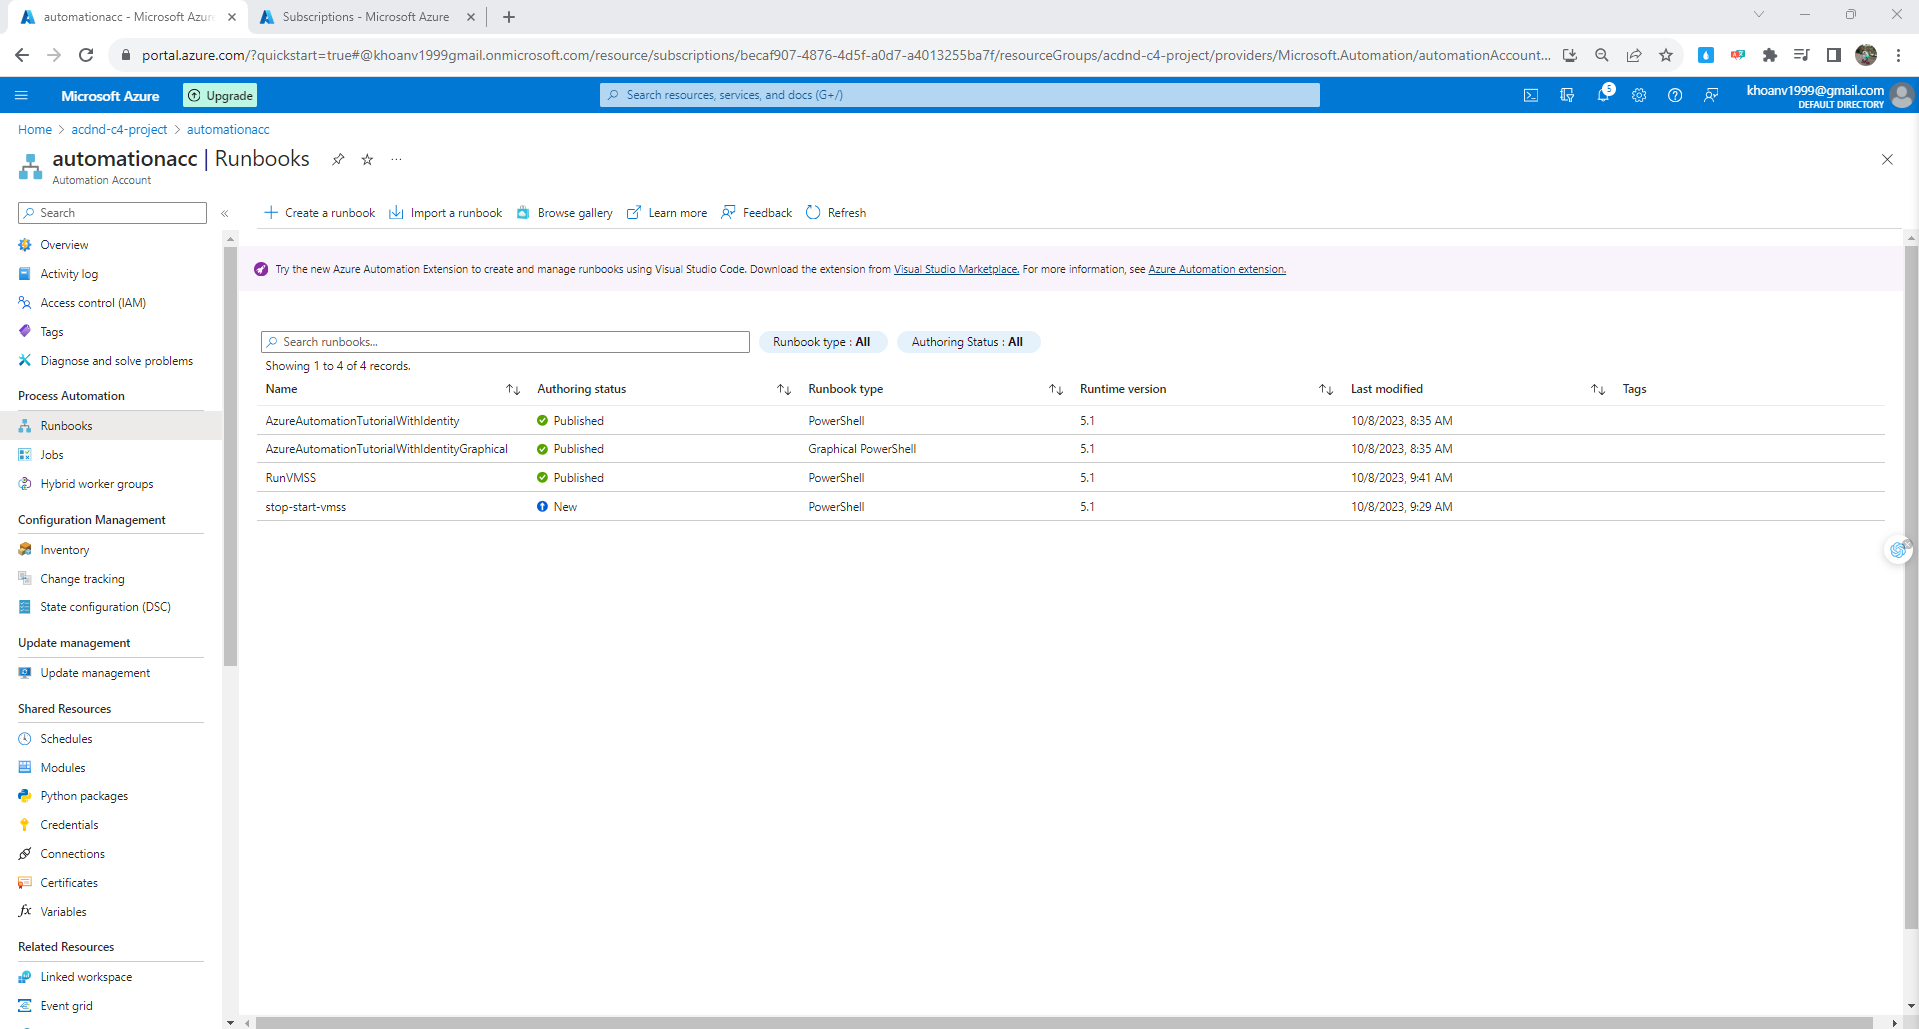 automationacc - Microsoft Azure
Subscriptions - Microsoft Azure
portal.azure.com/?quickstart=true#@khoanv1999gmail.onmicrosoft.com/resource/subscriptions/becaf907-4876-4d5f-a0d7-a4013255ba7f/resourceGroups/acdnd-c4-project/providers/Microsoft.Automation/automationAccount...
Microsoft Azure
Upgrade
Search resources, services, and docs (G+/)
5
khoanv1999@gmail.com
DEFAULT DIRECTORY
Home > acdnd-c4-project > automationacc
automationacc | Runbooks
Automation Account
Search
Create a runbook Import a runbook Browse gallery Learn more Feedback Refresh
Overview
Activity log
Access control (IAM)
Tags
Diagnose and solve problems
Process Automation
Runbooks
Jobs
Hybrid worker groups
Configuration Management
Inventory
Change tracking
State configuration (DSC)
Update management
Update management
Shared Resources
Schedules
Modules
Python packages
Credentials
Connections
Certificates
Variables
Related Resources
Linked workspace
Event grid
Try the new Azure Automation Extension to create and manage runbooks using Visual Studio Code. Download the extension from Visual Studio Marketplace. For more information, see Azure Automation extension.
Search runbooks...
Runbook type : All
Authoring Status : All
Showing 1 to 4 of 4 records.
Name Authoring status Runbook type Runtime version Last modified Tags
AzureAutomationTutorialWithIdentity Published PowerShell 5.1 10/8/2023, 8:35 AM
AzureAutomationTutorialWithIdentityGraphical Published Graphical PowerShell 5.1 10/8/2023, 8:35 AM
RunVMSS Published PowerShell 5.1 10/8/2023, 9:41 AM
stop-start-vmss New PowerShell 5.1 10/8/2023, 9:29 AM